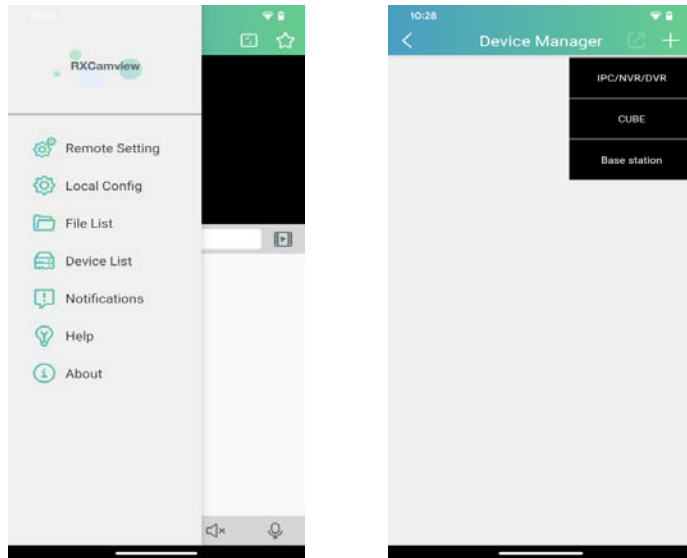 RXCamview
Remote Setting
Local Config
File List
Device List
Notifications
Help
About
10:28
Device Manager
IPC/NVR/DVR
CUBE
Base station